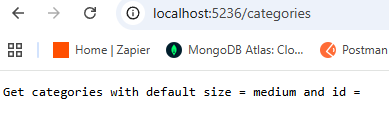 localhost:5236/categories
Home | Zapier
MongoDB Atlas: Clo...
Postman
Get categories with default size = medium and id =